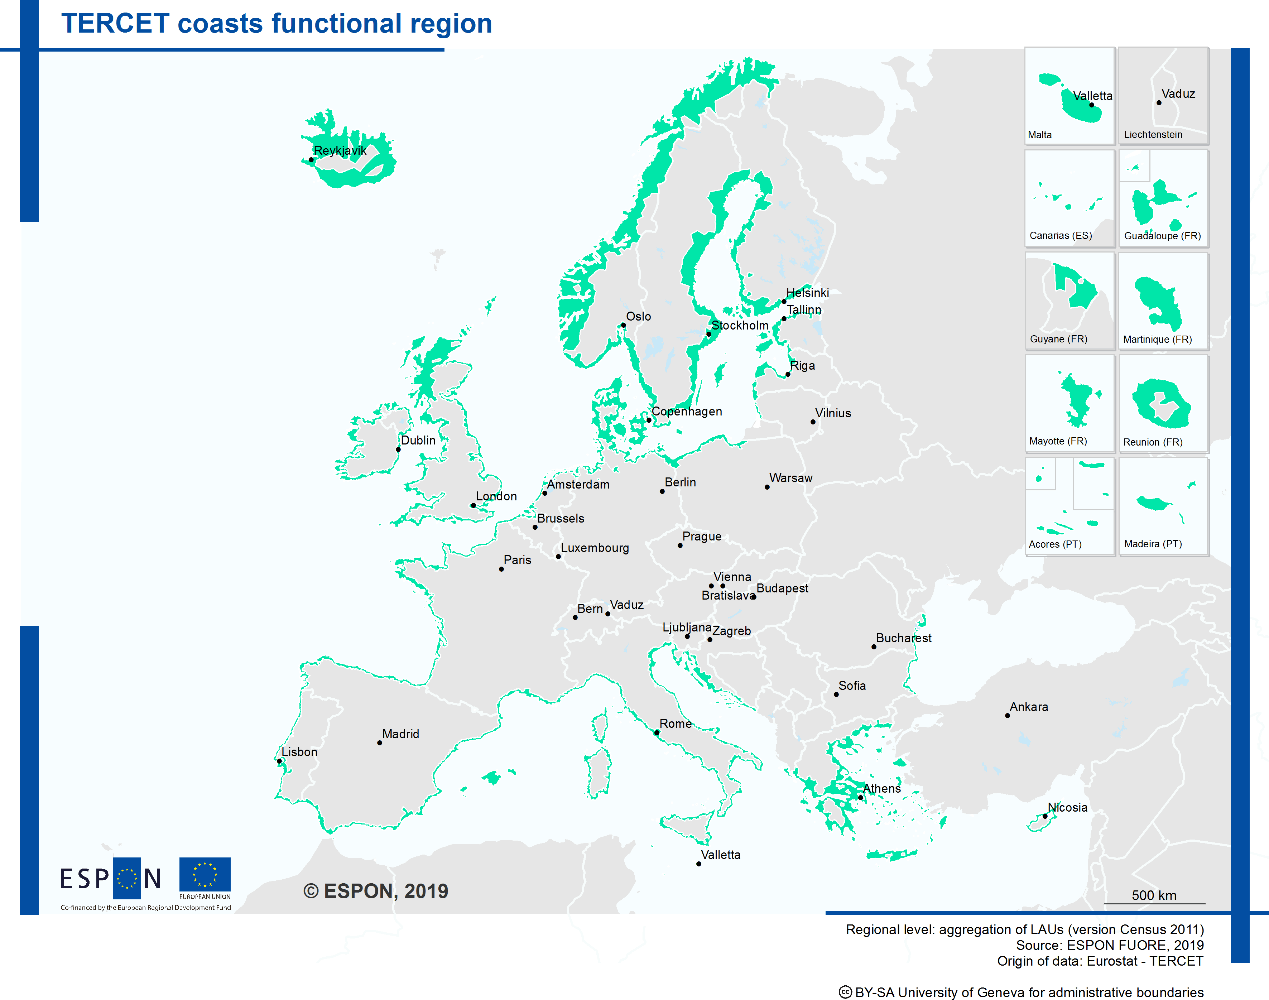 TERCET coasts functional region
Reykjavik
Valletta
Malta
Vaduz
Liechtenstein
Canarias (ES)
Guadaloupe (FR)
Guyane (FR)
Martinique (FR)
Mayotte (FR)
Reunion (FR)
Acores (PT)
Madeira (PT)
Helsinki
Tallinn
Oslo
Stockholm
Riga
Copenhagen
Vilnius
Dublin
Berlin
Warsaw
Amsterdam
London
Brussels
Prague
Luxembourg
Paris
Vienna
Budapest
Bratislava
Bern
Vaduz
Ljubljana
Zagreb
Bucharest
Sofia
Ankara
Rome
Madrid
Lisbon
Athens
Nicosia
Valletta
ESPON
EUROPEAN UNION
Co-financed by the European Regional Development Fund
© ESPON, 2019
500 km
Regional level: aggregation of LAUs (version Census 2011)
Source: ESPON FUORE, 2019
Origin of data: Eurostat - TERCET
cc BY-SA University of Geneva for administrative boundaries